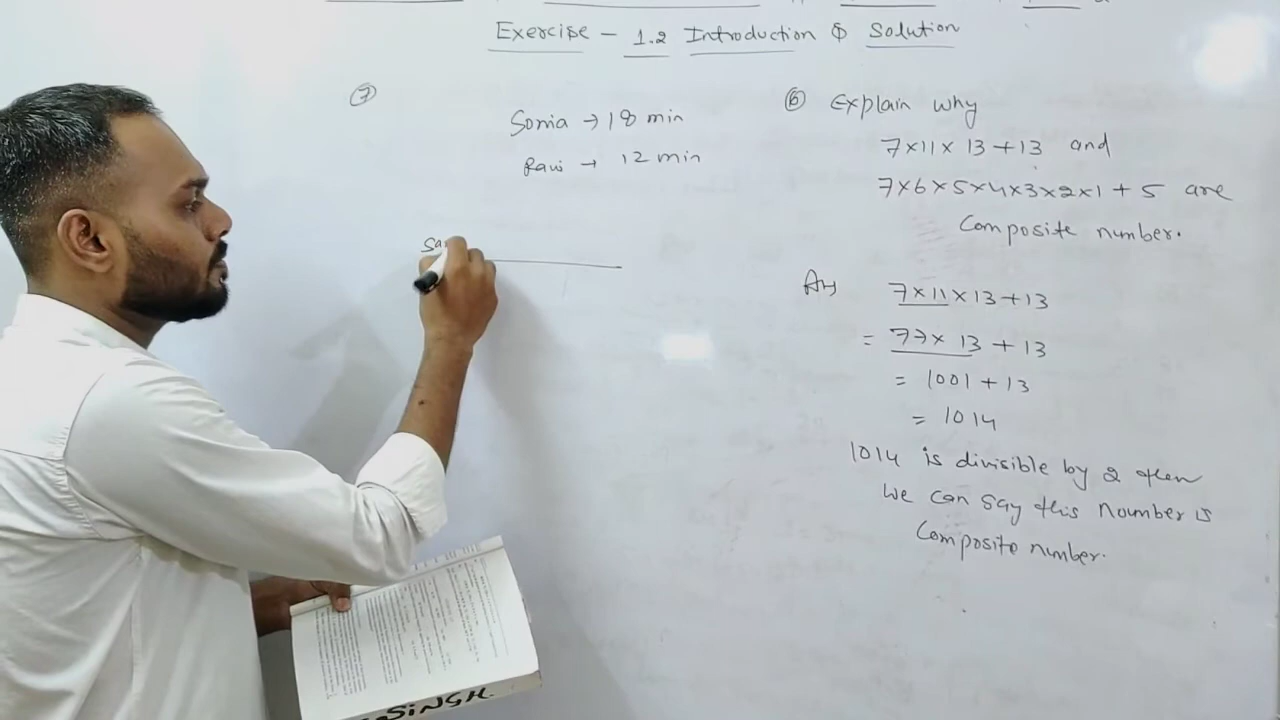 Exercise - 1.2 Introduction & Solution
⑦
Sonia → 18 min
Ravi → 12 min
Sa
⑥ Explain why
7×11× 13 +13 and
7×6×5×4×3×2×1 + 5 are
Composite number.
Ans 7×11×13+13
= 77× 13 + 13
= 1001 + 13
= 1014
1014 is divisible by 2 then
we can say this number is
Composite number.
SINGH.